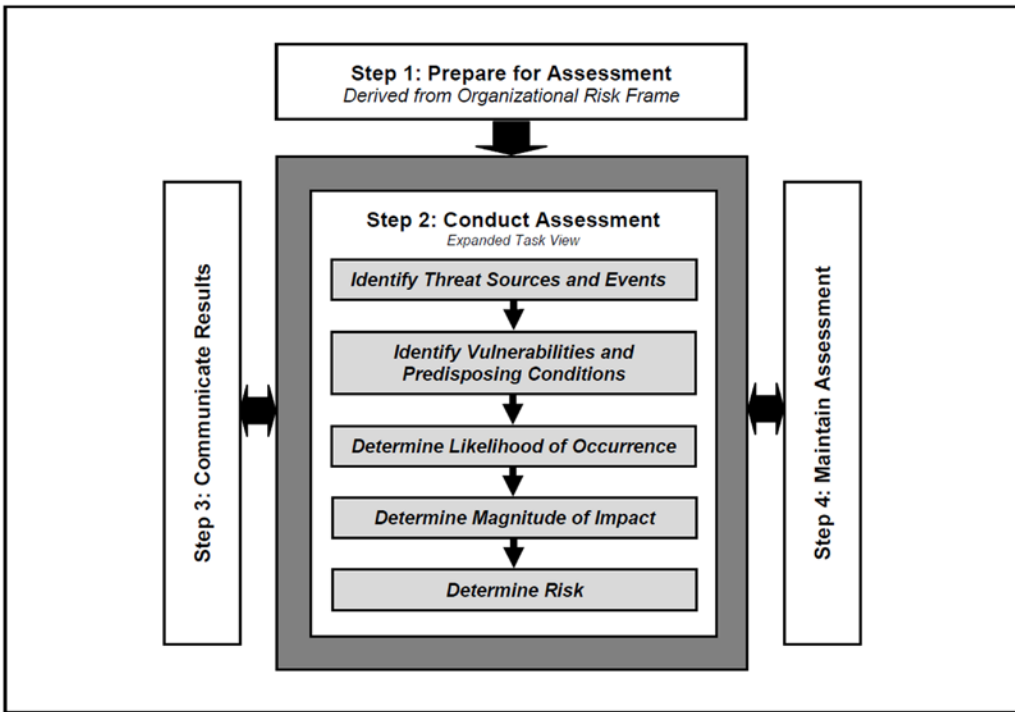 Step 1: Prepare for Assessment
Derived from Organizational Risk Frame
Step 2: Conduct Assessment
Expanded Task View
Identify Threat Sources and Events
Identify Vulnerabilities and
Predisposing Conditions
Determine Likelihood of Occurrence
Determine Magnitude of Impact
Determine Risk
Step 3: Communicate Results
Step 4: Maintain Assessment